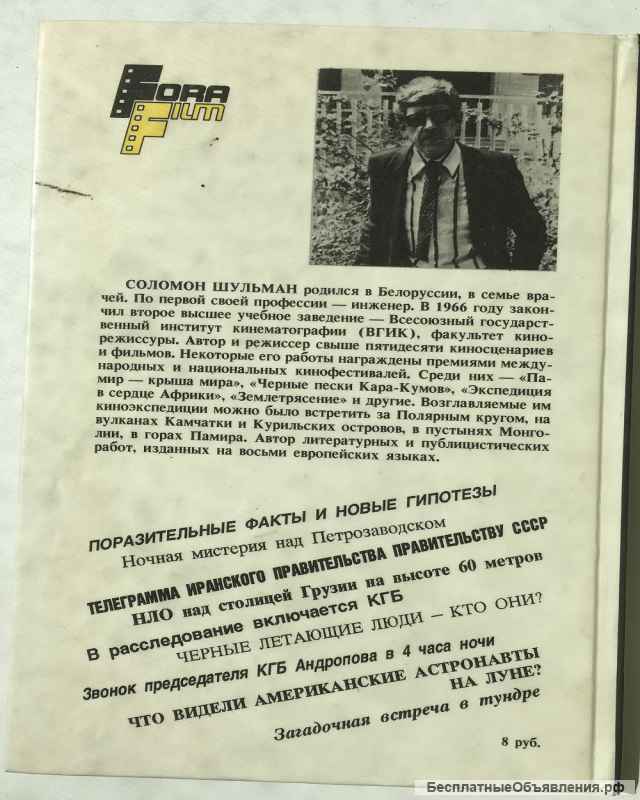 FORA
FILM
СОЛОМОН ШУЛЬМАН родился в Белоруссии, в семье вра-
чей. По первой своей профессии — инженер. В 1966 году закон-
чил второе высшее учебное заведение — Всесоюзный государст-
венный институт кинематографии (ВГИК), факультет кино-
режиссуры. Автор и режиссер свыше пятидесяти киносценариев
и фильмов. Некоторые его работы награждены премиями между-
народных и национальных кинофестивалей. Среди них — «Па-
мир — крыша мира», «Черные пески Кара-Кумов», «Экспедиция
в сердце Африки», «Землетрясение» и другие. Возглавляемые им
киноэкспедиции можно было встретить за Полярным кругом, на
вулканах Камчатки и Курильских островов, в пустынях Монго-
лии, в горах Памира. Автор литературных и публицистических
работ, изданных на восьми европейских языках.
ПОРАЗИТЕЛЬНЫЕ ФАКТЫ И НОВЫЕ ГИПОТЕЗЫ
Ночная мистерия над Петрозаводском
ТЕЛЕГРАММА ИРАНСКОГО ПРАВИТЕЛЬСТВА ПРАВИТЕЛЬСТВУ СССР
НЛО над столицей Грузии на высоте 60 метров
В расследование включается КГБ
ЧЕРНЫЕ ЛЕТАЮЩИЕ ЛЮДИ — КТО ОНИ?
Звонок председателя КГБ Андропова в 4 часа ночи
ЧТО ВИДЕЛИ АМЕРИКАНСКИЕ АСТРОНАВТЫ
НА ЛУНЕ?
Загадочная встреча в тундре
8 руб.
БесплатныеОбъявления.рф